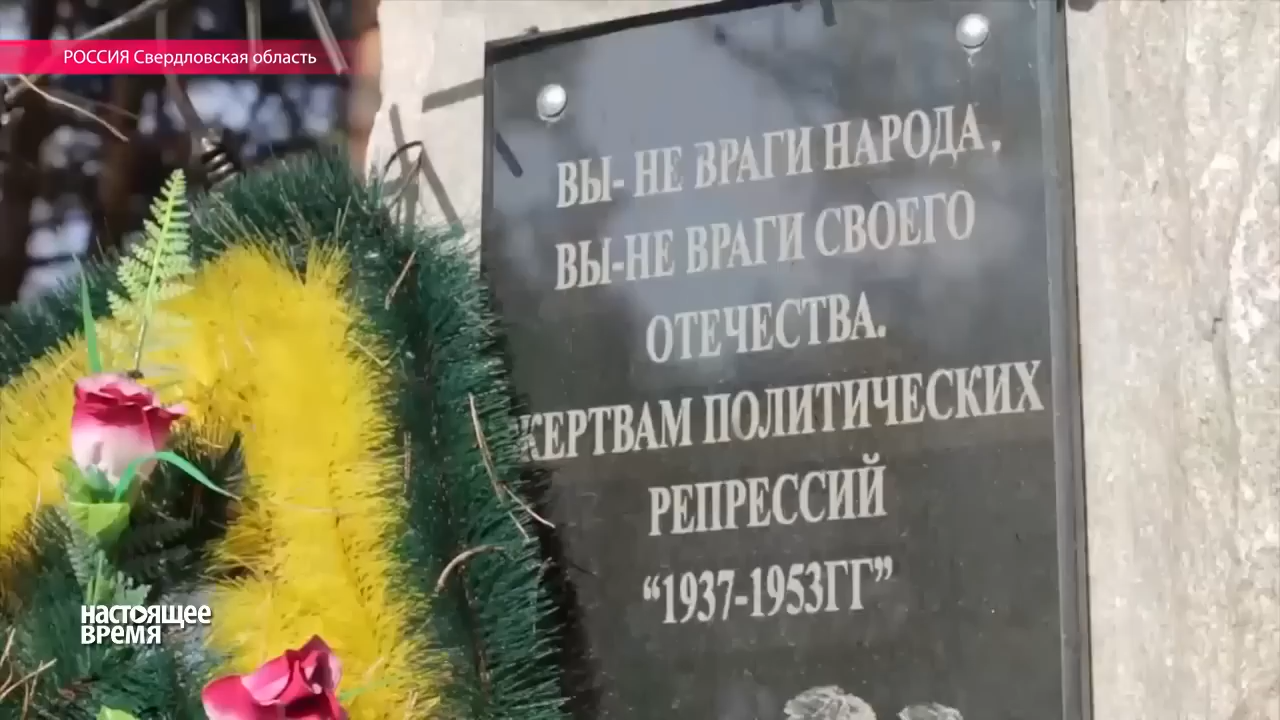 РОССИЯ Свердловская область
ВЫ- НЕ ВРАГИ НАРОДА,
ВЫ-НЕ ВРАГИ СВОЕГО
ОТЕЧЕСТВА.
ЖЕРТВАМ ПОЛИТИЧЕСКИХ
РЕПРЕССИЙ
“1937-1953ГГ”
НАСТОЯЩЕЕ
ВРЕМЯ